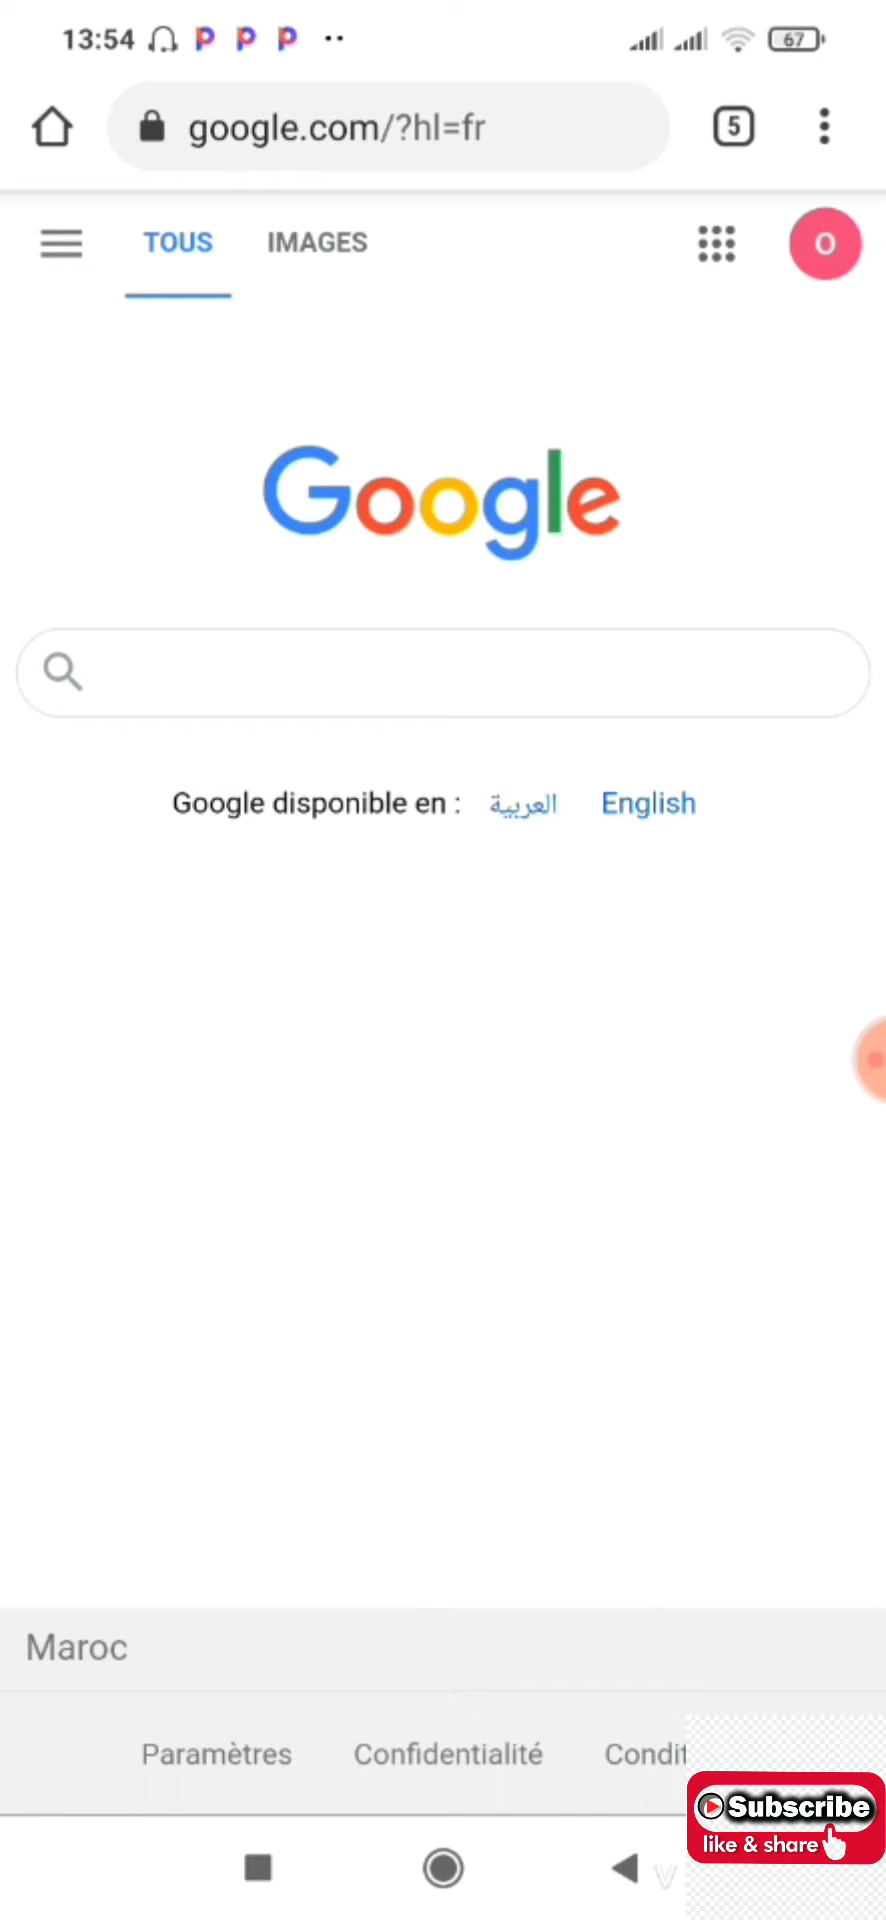 13:54
67
google.com/?hl=fr
5
TOUS IMAGES
O
Google
Google disponible en : العربية English
Maroc
Paramètres Confidentialité Condit
Subscribe
like & share